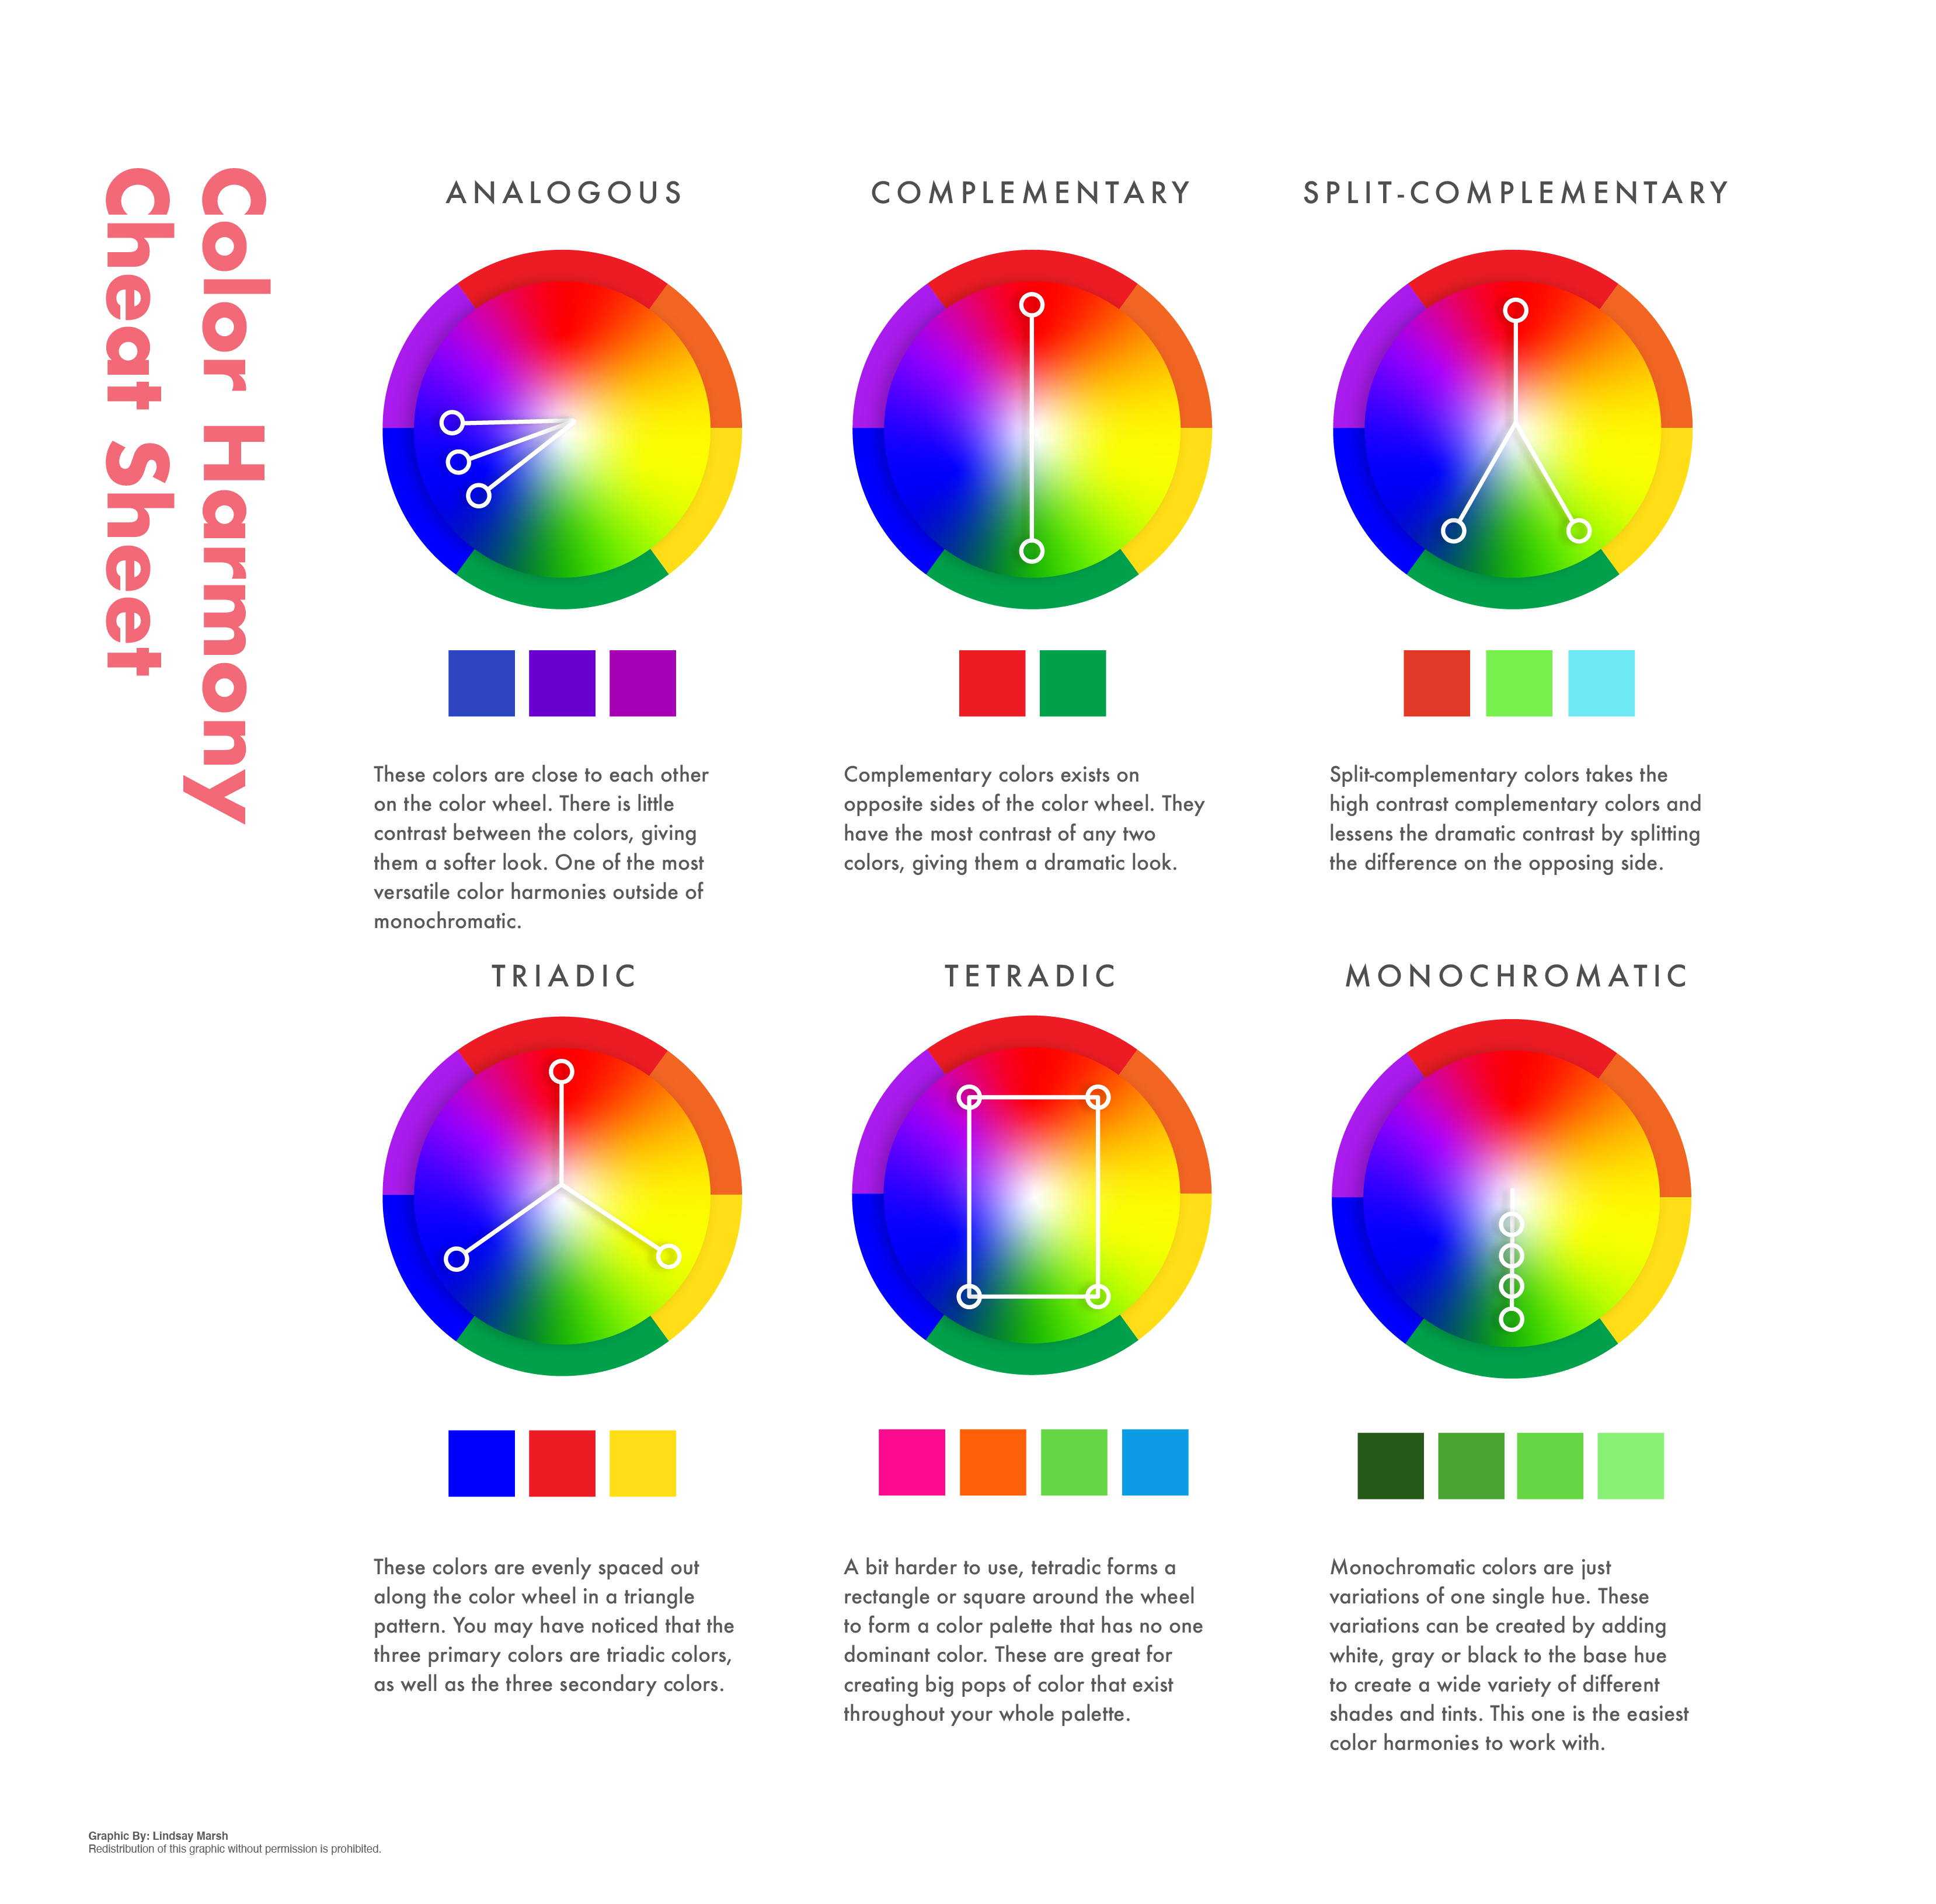 Color Harmony
Cheat Sheet
ANALOGOUS
These colors are close to each other
on the color wheel. There is little
contrast between the colors, giving
them a softer look. One of the most
versatile color harmonies outside of
monochromatic.
COMPLEMENTARY
Complementary colors exists on
opposite sides of the color wheel. They
have the most contrast of any two
colors, giving them a dramatic look.
SPLIT-COMPLEMENTARY
Split-complementary colors takes the
high contrast complementary colors and
lessens the dramatic contrast by splitting
the difference on the opposing side.
TRIADIC
These colors are evenly spaced out
along the color wheel in a triangle
pattern. You may have noticed that the
three primary colors are triadic colors,
as well as the three secondary colors.
TETRADIC
A bit harder to use, tetradic forms a
rectangle or square around the wheel
to form a color palette that has no one
dominant color. These are great for
creating big pops of color that exist
throughout your whole palette.
MONOCHROMATIC
Monochromatic colors are just
variations of one single hue. These
variations can be created by adding
white, gray or black to the base hue
to create a wide variety of different
shades and tints. This one is the easiest
color harmonies to work with.
Graphic By: Lindsay Marsh
Redistribution of this graphic without permission is prohibited.